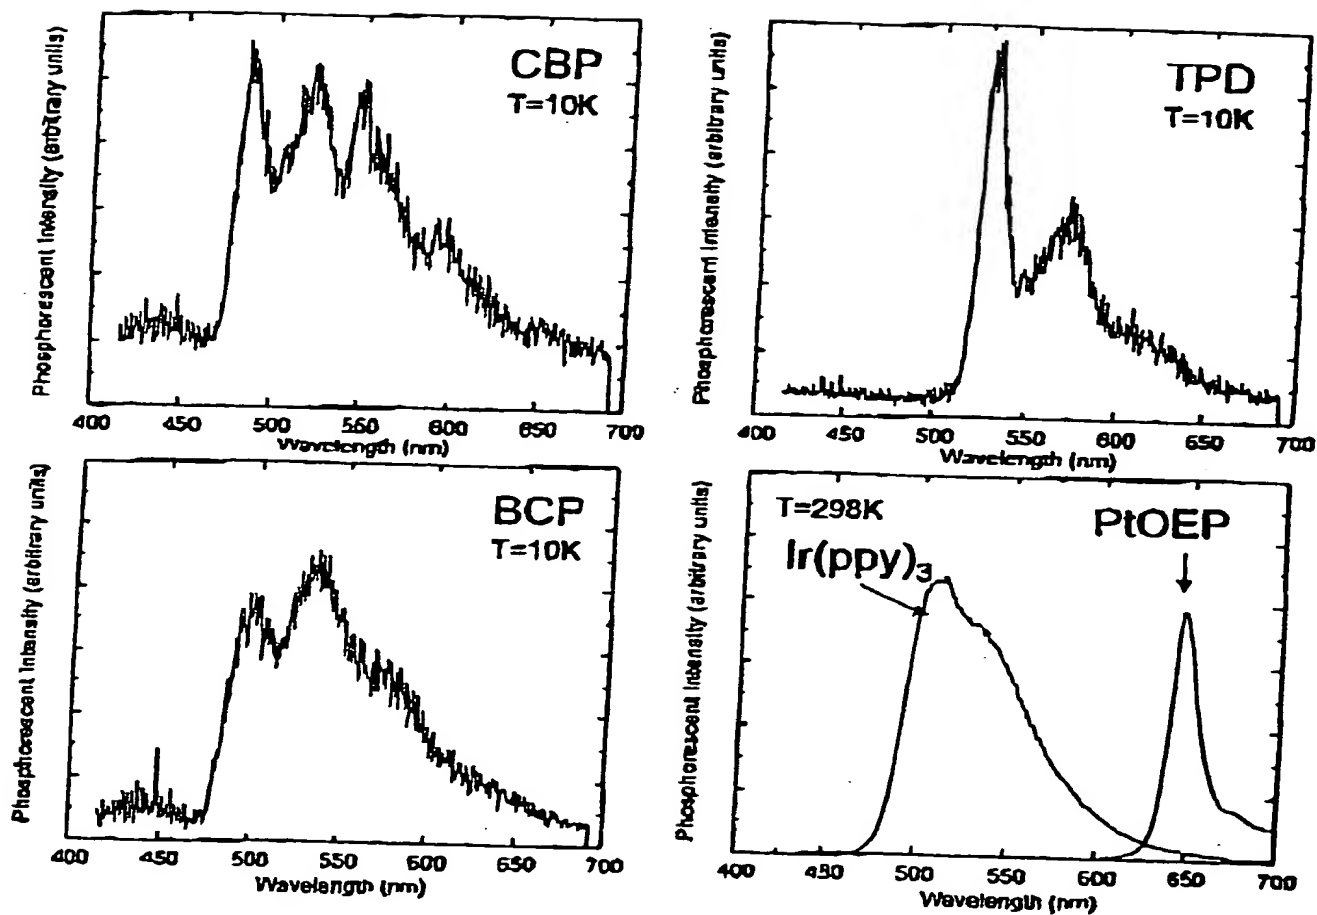 Phosphorescent Intensity (arbitrary units)
CBP
T=10K
400 450 500 550 600 650 700
Wavelength (nm)
Phosphorescent Intensity (arbitrary units)
TPD
T=10K
400 450 500 550 600 650 700
Wavelength (nm)
Phosphorescent Intensity (arbitrary units)
BCP
T=10K
400 450 500 550 600 650 700
Wavelength (nm)
Phosphorescent Intensity (arbitrary units)
T=298K
PtOEP
Ir(ppy)₃
400 450 500 550 600 650 700
Wavelength (nm)